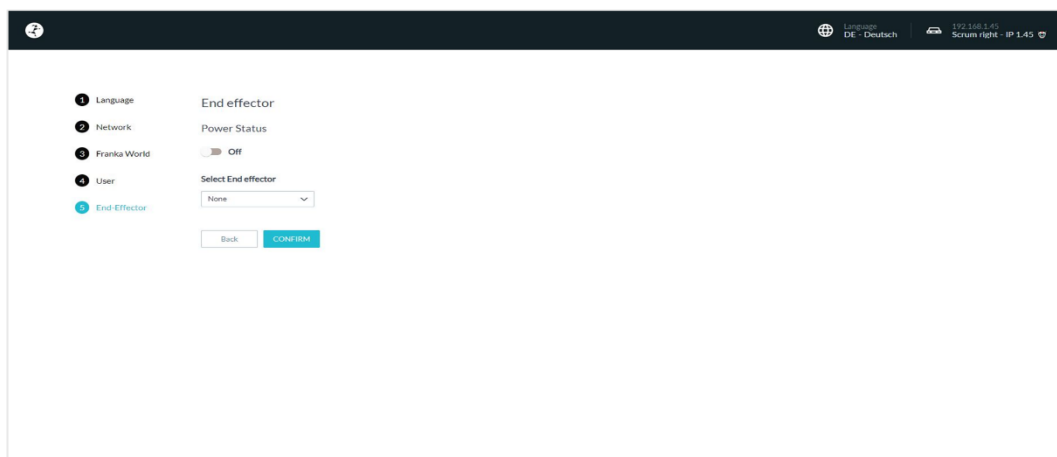 Language
DE - Deutsch
192.168.1.45
Scrum right - IP 1.45
1 Language
2 Network
3 Franka World
4 User
5 End-Effector
End effector
Power Status
Off
Select End effector
None
Back
CONFIRM